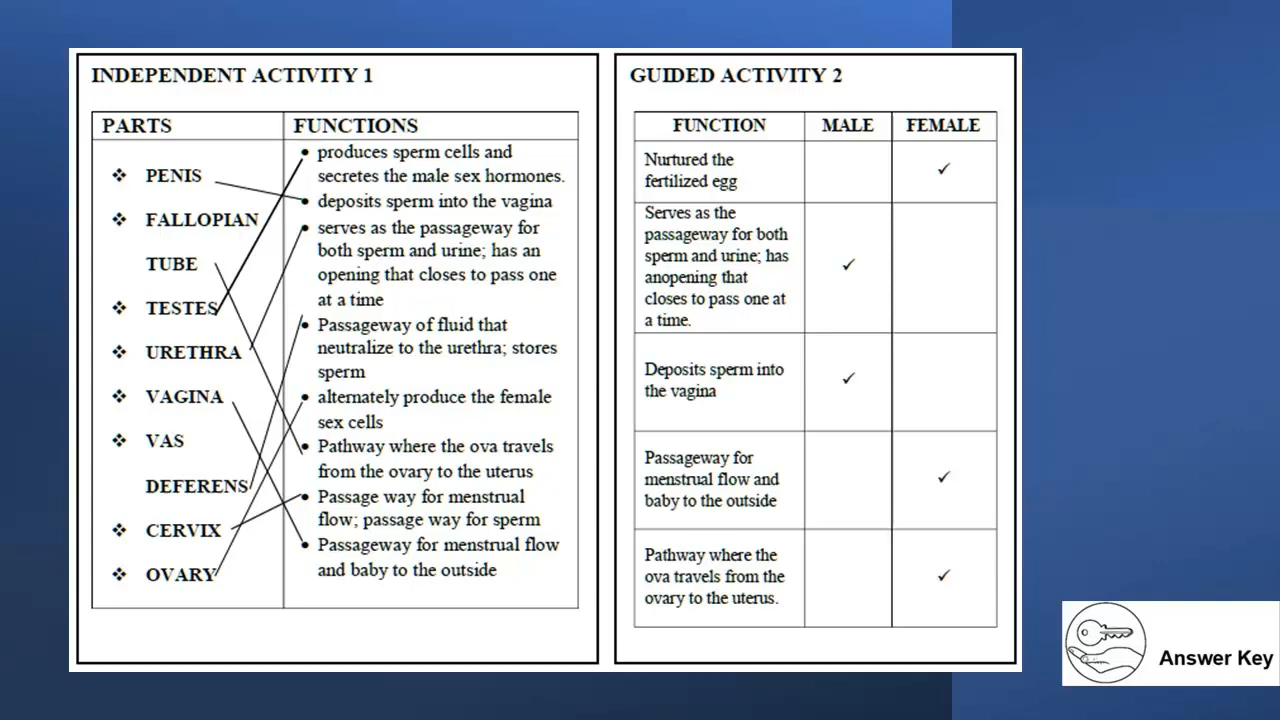 INDEPENDENT ACTIVITY 1
PARTS
FUNCTIONS
❖ PENIS
❖ FALLOPIAN
TUBE
❖ TESTES
❖ URETHRA
❖ VAGINA
❖ VAS
DEFERENS
❖ CERVIX
❖ OVARY
• produces sperm cells and
secretes the male sex hormones.
• deposits sperm into the vagina
• serves as the passageway for
both sperm and urine; has an
opening that closes to pass one
at a time
• Passageway of fluid that
neutralize to the urethra; stores
sperm
• alternately produce the female
sex cells
• Pathway where the ova travels
from the ovary to the uterus
• Passage way for menstrual
flow; passage way for sperm
• Passageway for menstrual flow
and baby to the outside
GUIDED ACTIVITY 2
FUNCTION MALE FEMALE
Nurtured the
fertilized egg
✓
Serves as the
passageway for both
sperm and urine; has
anopening that
closes to pass one at
a time.
✓
Deposits sperm into
the vagina
✓
Passageway for
menstrual flow and
baby to the outside
✓
Pathway where the
ova travels from the
ovary to the uterus.
✓
Answer Key